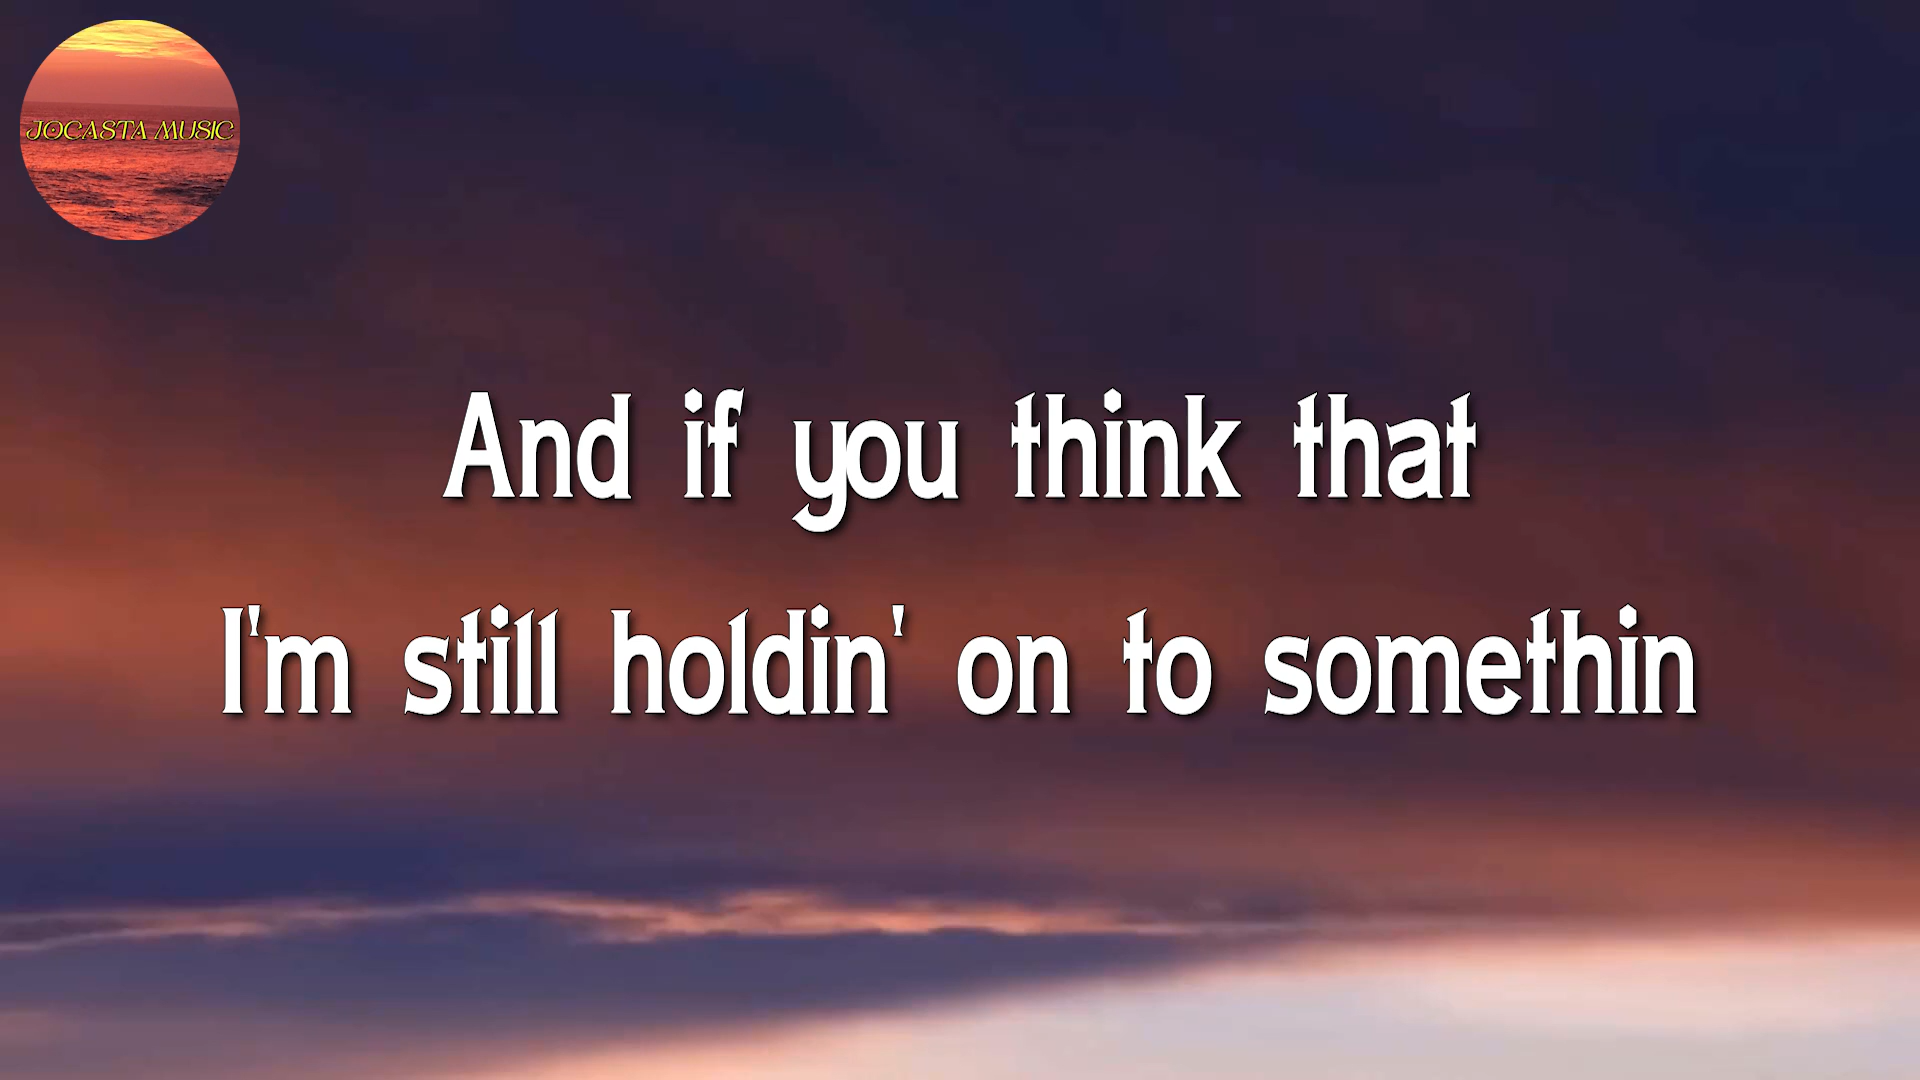 JOCASTA MUSIC
And if you think that
I'm still holdin' on to somethin